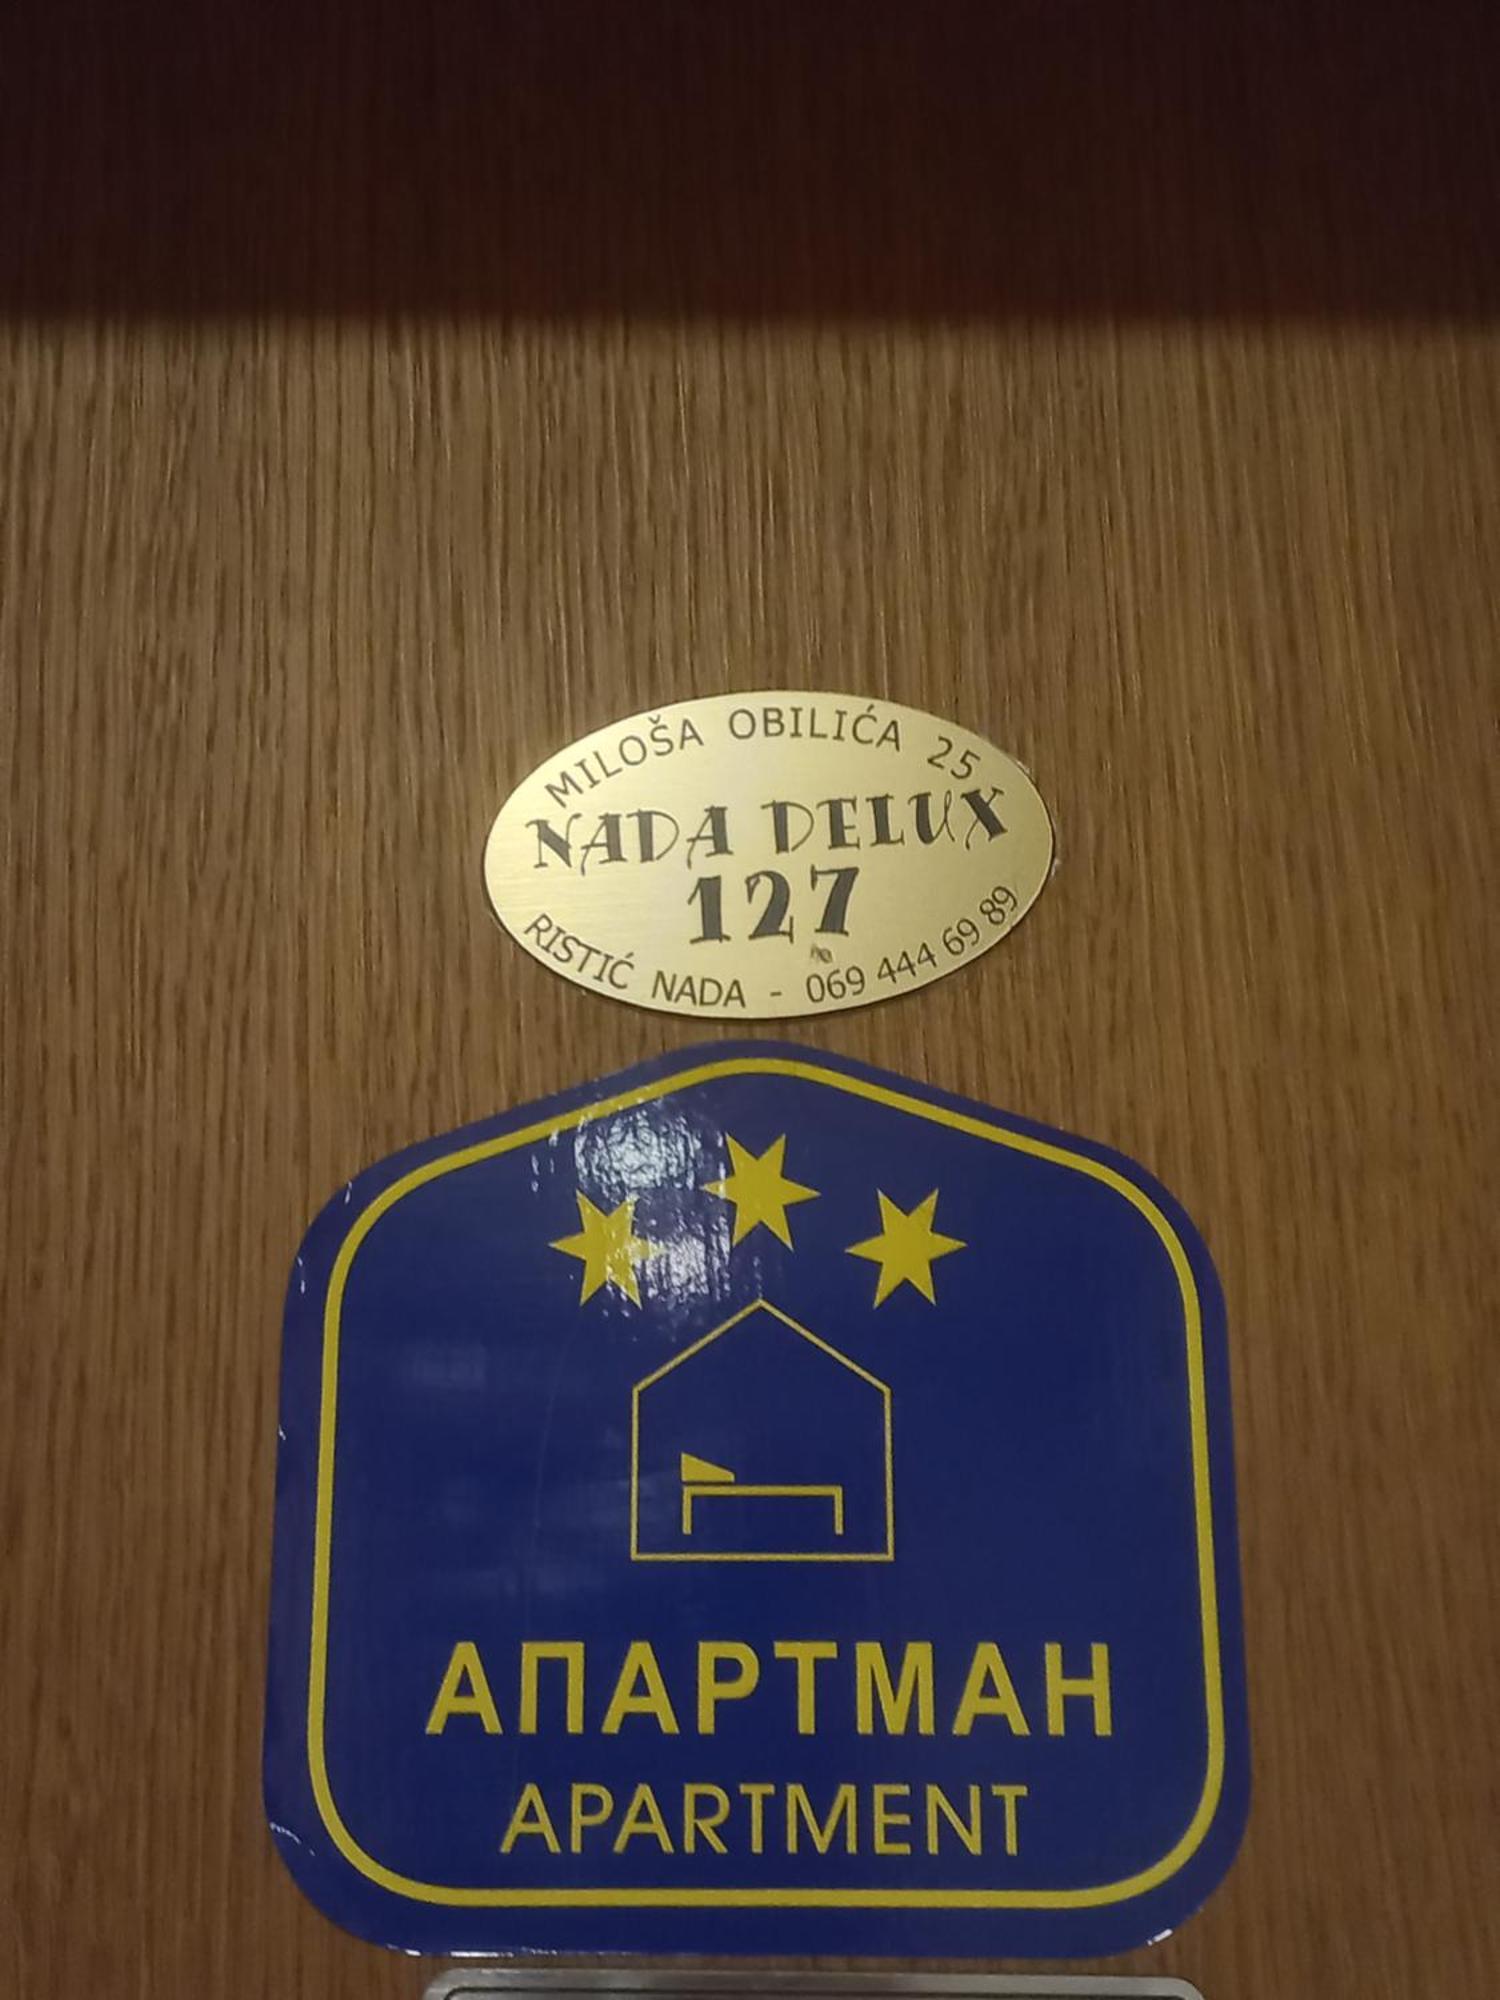 MILOŠA OBILIĆA 25
NADA DELUX
127
RISTIĆ NADA - 069 444 69 89
АПАРТМАН
APARTMENT